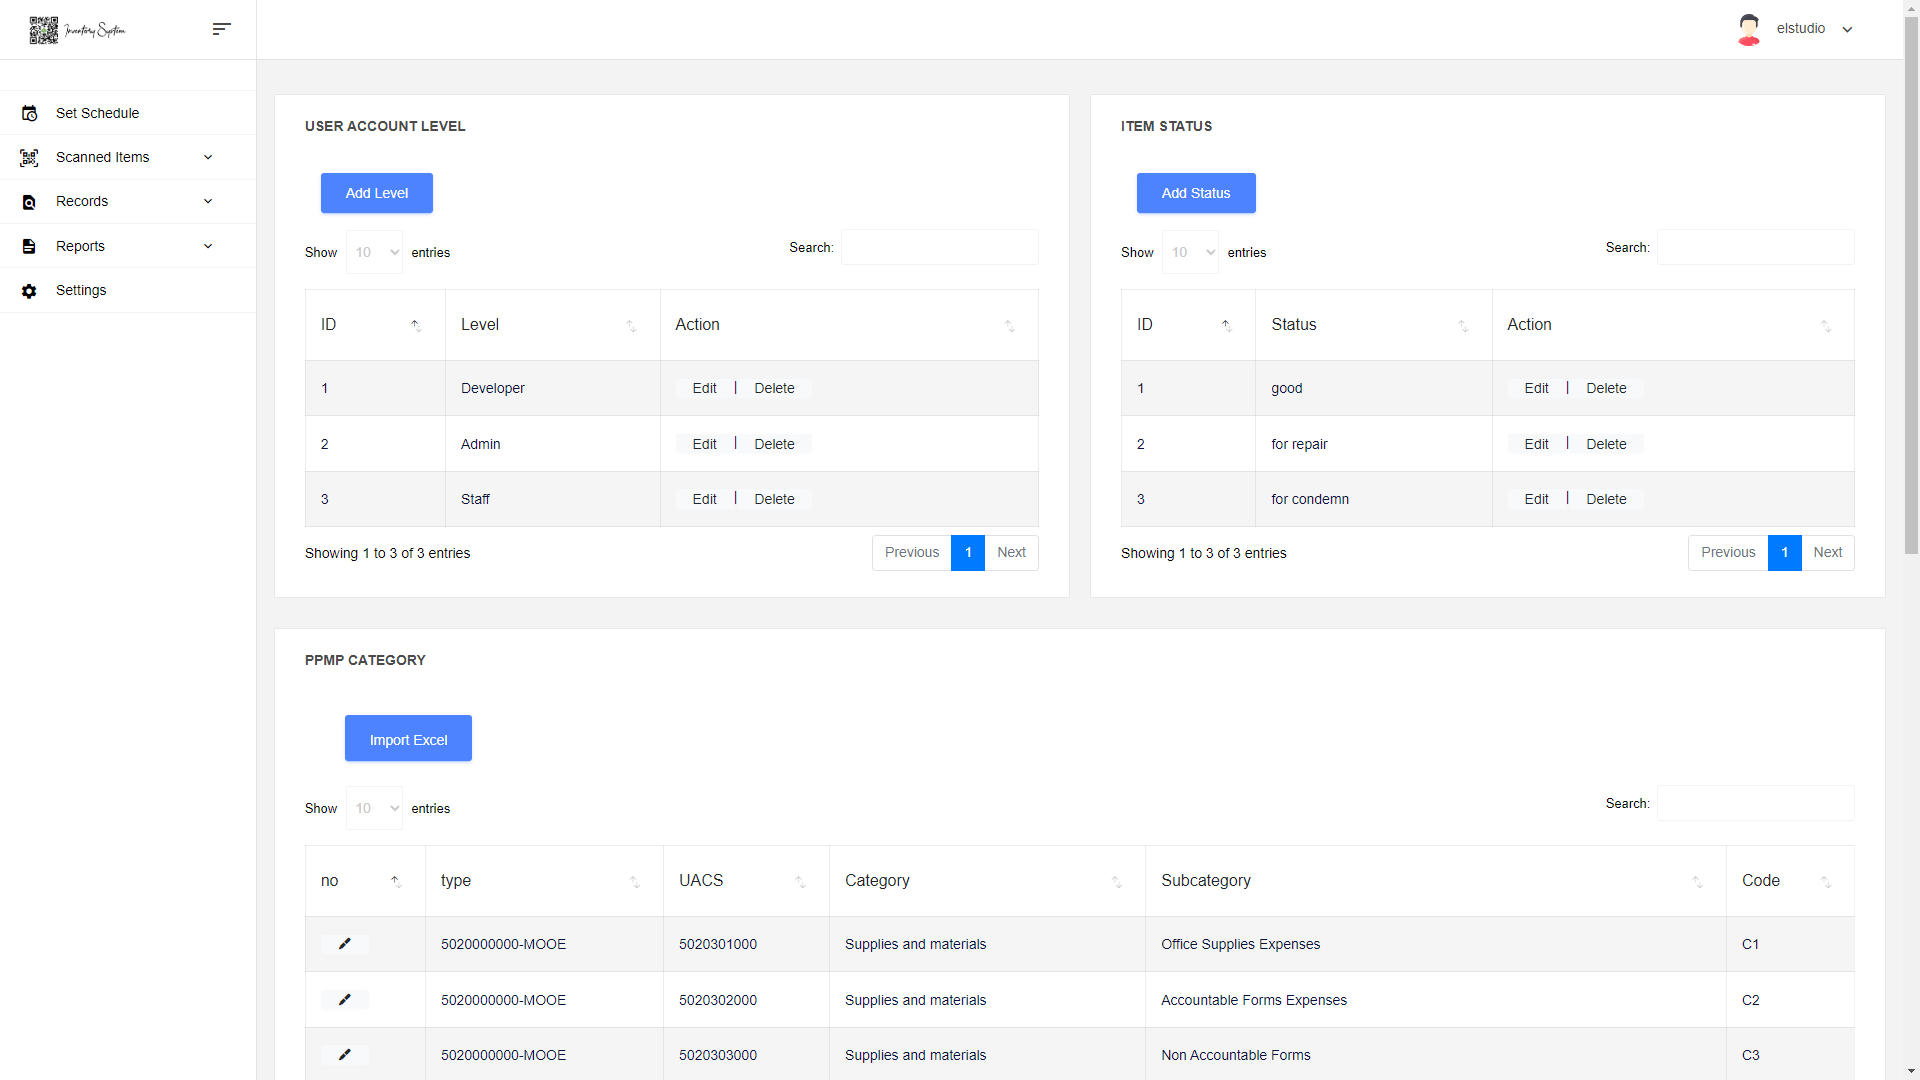 Inventory System
elstudio
Set Schedule
Scanned Items
Records
Reports
Settings
USER ACCOUNT LEVEL
Add Level
Show 10 entries
Search:
ID Level Action
1 Developer Edit | Delete
2 Admin Edit | Delete
3 Staff Edit | Delete
Showing 1 to 3 of 3 entries
Previous 1 Next
ITEM STATUS
Add Status
Show 10 entries
Search:
ID Status Action
1 good Edit | Delete
2 for repair Edit | Delete
3 for condemn Edit | Delete
Showing 1 to 3 of 3 entries
Previous 1 Next
PPMP CATEGORY
Import Excel
Show 10 entries
Search:
no type UACS Category Subcategory Code
5020000000-MOOE 5020301000 Supplies and materials Office Supplies Expenses C1
5020000000-MOOE 5020302000 Supplies and materials Accountable Forms Expenses C2
5020000000-MOOE 5020303000 Supplies and materials Non Accountable Forms C3